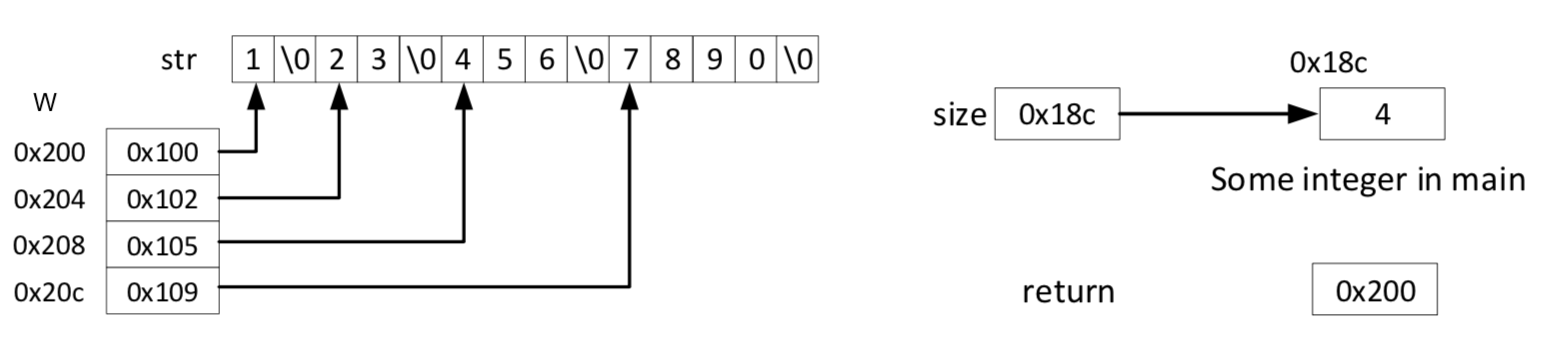 str 1 \0 2 3 \0 4 5 6 \0 7 8 9 0 \0
W
0x200 0x100
0x204 0x102
0x208 0x105
0x20c 0x109
0x18c
size 0x18c 4
Some integer in main
return 0x200